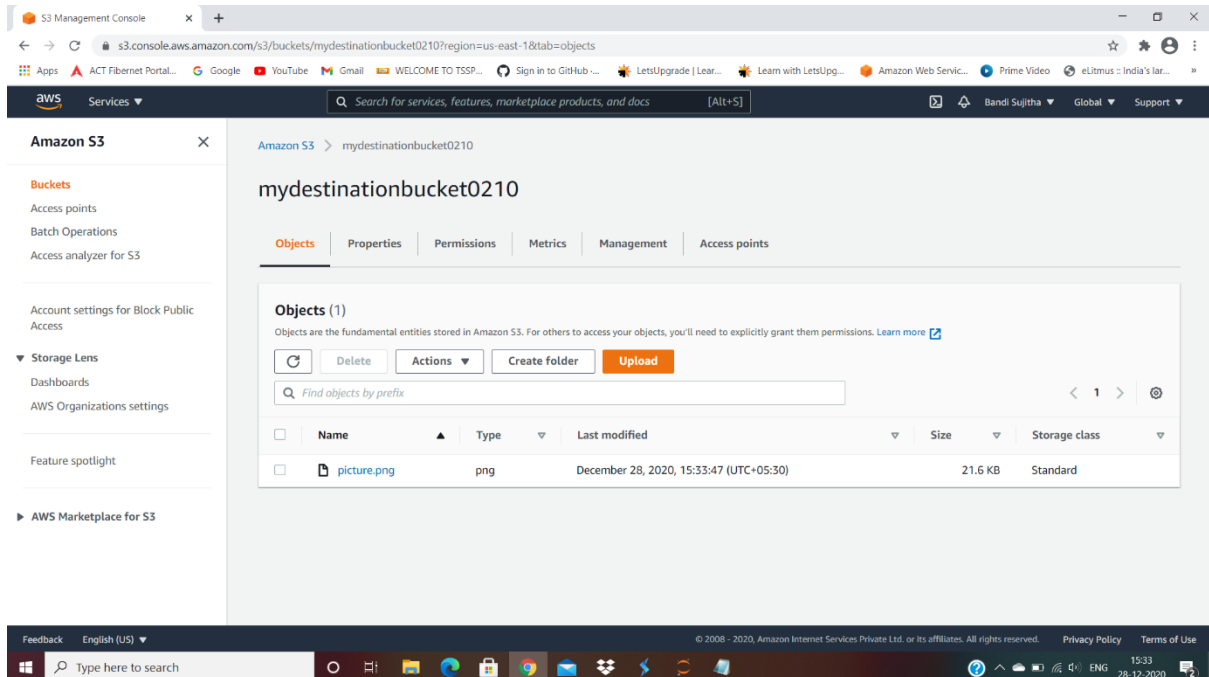 S3 Management Console
s3.console.aws.amazon.com/s3/buckets/mydestinationbucket0210?region=us-east-1&tab=objects
Apps ACT Fibernet Portal... Google YouTube Gmail WELCOME TO TSSP... Sign in to GitHub ·... LetsUpgrade | Lear... Learn with LetsUpg... Amazon Web Servic... Prime Video eLitmus :: India's lar... »
aws Services ▼ Search for services, features, marketplace products, and docs [Alt+S] Bandi Sujitha ▼ Global ▼ Support ▼
Amazon S3
Buckets
Access points
Batch Operations
Access analyzer for S3
Account settings for Block Public
Access
Storage Lens
Dashboards
AWS Organizations settings
Feature spotlight
AWS Marketplace for S3
Amazon S3 > mydestinationbucket0210
mydestinationbucket0210
Objects Properties Permissions Metrics Management Access points
Objects (1)
Objects are the fundamental entities stored in Amazon S3. For others to access your objects, you'll need to explicitly grant them permissions. Learn more
Delete Actions ▼ Create folder Upload
Find objects by prefix < 1 >
Name ▲ Type Last modified Size Storage class
picture.png png December 28, 2020, 15:33:47 (UTC+05:30) 21.6 KB Standard
Feedback English (US) ▼ © 2008 - 2020, Amazon Internet Services Private Ltd. or its affiliates. All rights reserved. Privacy Policy Terms of Use
Type here to search ENG 15:33
28-12-2020 2